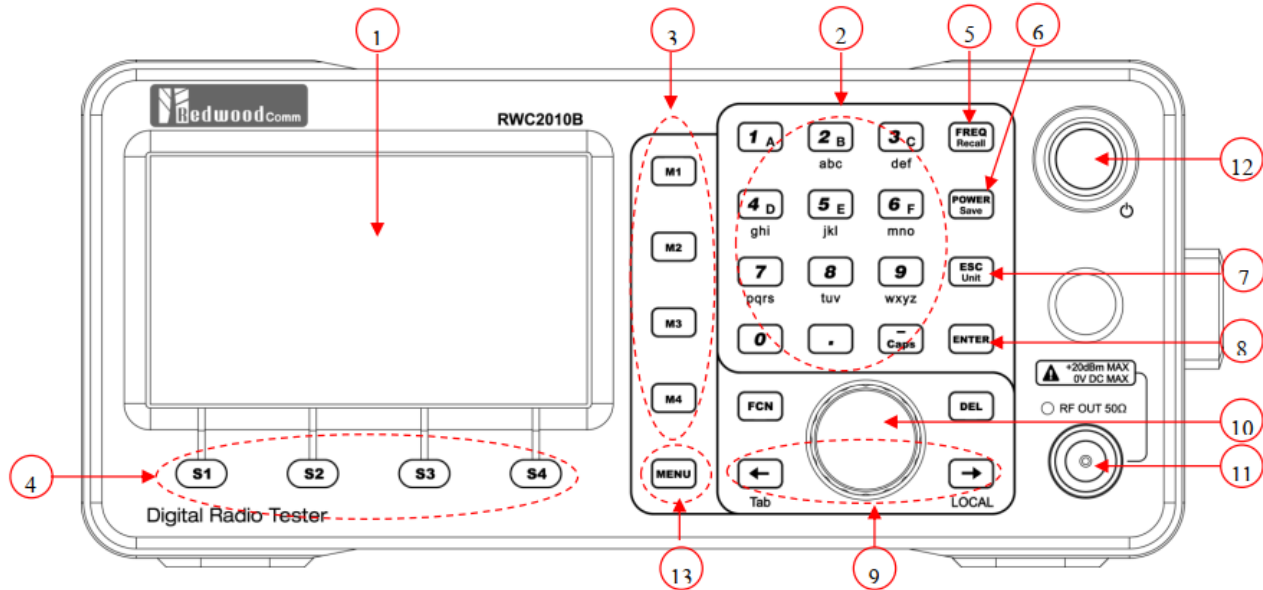 1
3
2
5
6
Redwood Comm
RWC2010B
1 A
2 B
abc
3 C
def
FREQ
Recall
12
M1
4 D
ghi
5 E
jkl
6 F
mno
POWER
Save
M2
7
pqrs
8
tuv
9
wxyz
ESC
Unit
7
M3
0
.
–
Caps
ENTER
8
+20dBm MAX
0V DC MAX
M4
FCN
DEL
RF OUT 50Ω
10
4
S1
S2
S3
S4
MENU
←
Tab
→
LOCAL
11
Digital Radio Tester
13
9